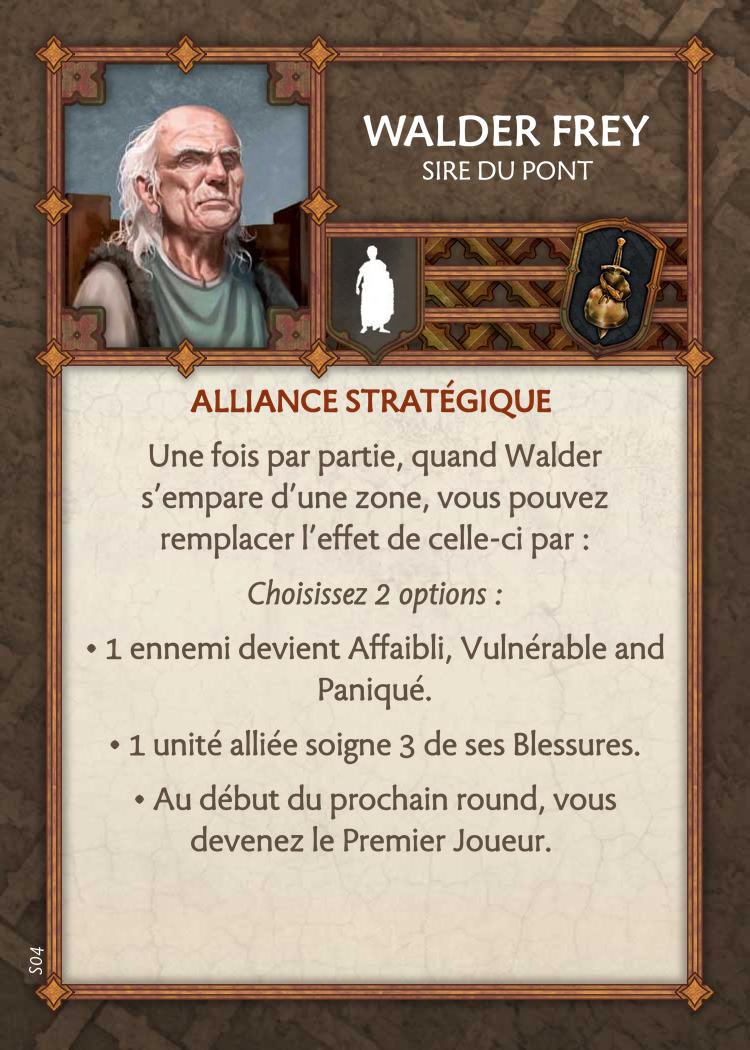 WALDER FREY
SIRE DU PONT
ALLIANCE STRATÉGIQUE
Une fois par partie, quand Walder
s'empare d'une zone, vous pouvez
remplacer l'effet de celle-ci par :
Choisissez 2 options :
• 1 ennemi devient Affaibli, Vulnérable and
Paniqué.
• 1 unité alliée soigne 3 de ses Blessures.
• Au début du prochain round, vous
devenez le Premier Joueur.
S04